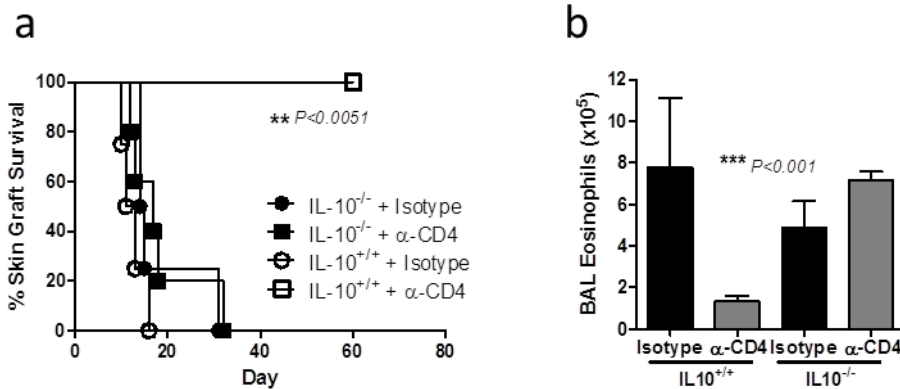 a
b
% Skin Graft Survival
100
80
60
40
20
0
** P<0.0051
IL-10-/- + Isotype
IL-10-/- + α-CD4
IL-10+/+ + Isotype
IL-10+/+ + α-CD4
0 20 40 60 80
Day
BAL Eosinophils (x10⁵)
12
10
8
6
4
2
0
*** P<0.001
Isotype α-CD4 Isotype α-CD4
IL10+/+ IL10-/-